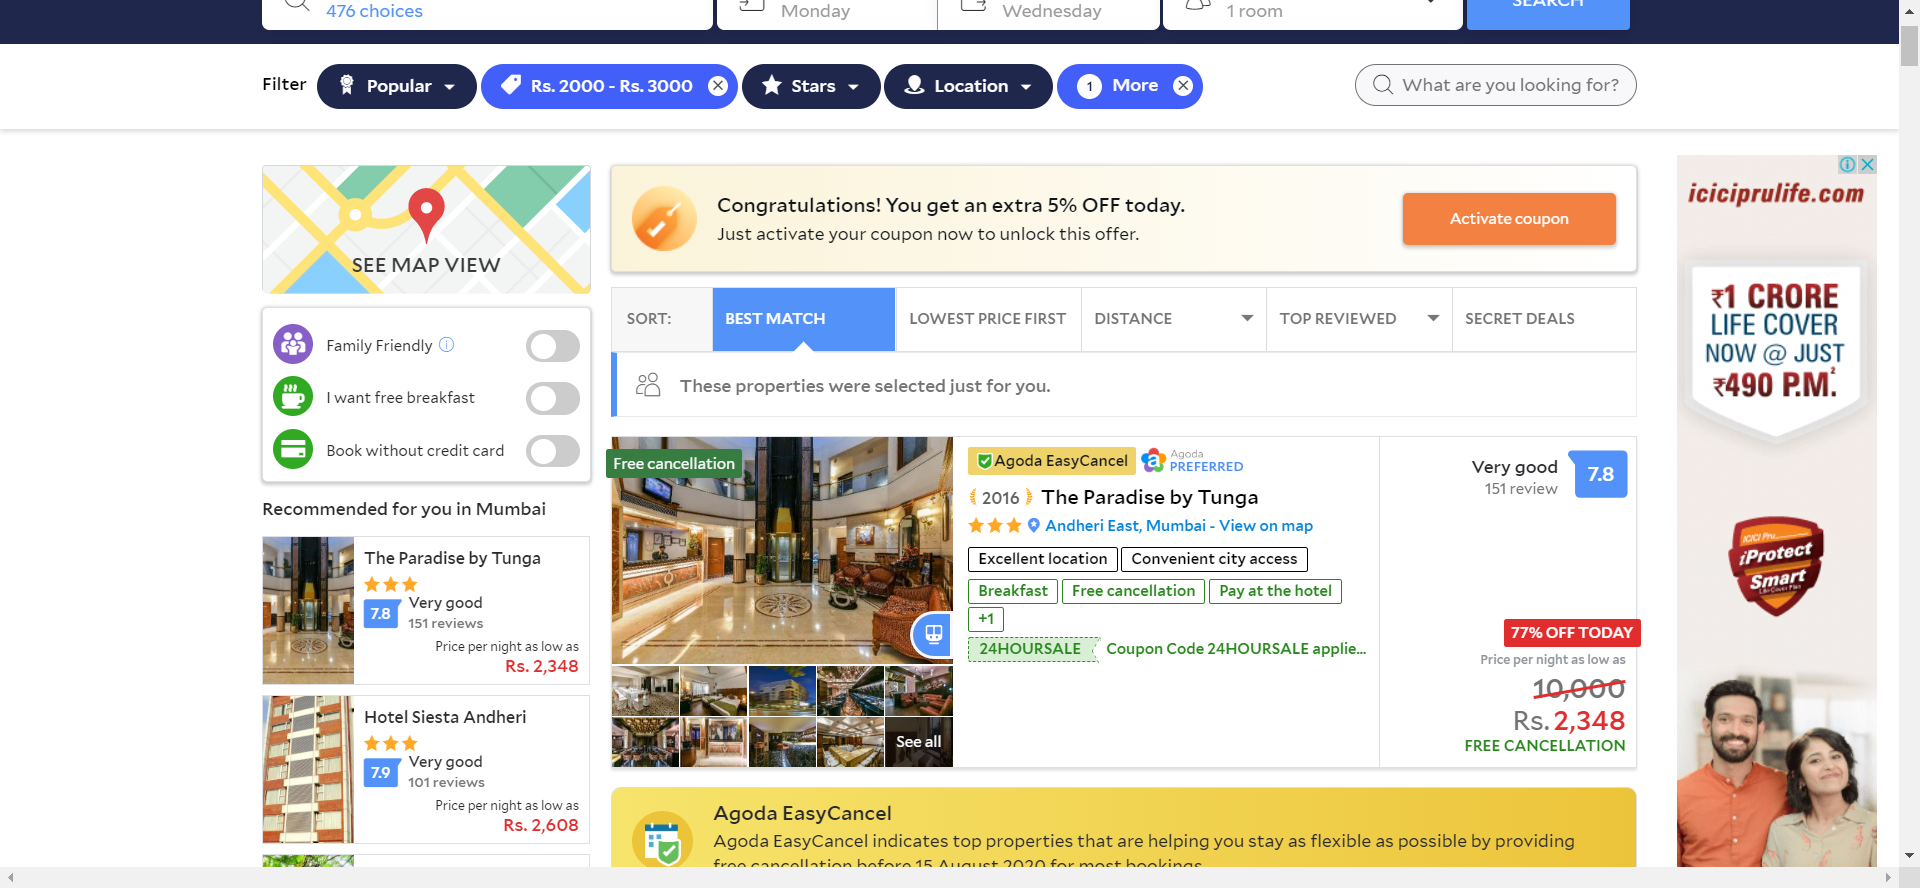 476 choices
Monday
Wednesday
1 room
SEARCH
Filter
Popular
Rs. 2000 - Rs. 3000
Stars
Location
1 More
What are you looking for?
SEE MAP VIEW
Family Friendly
I want free breakfast
Book without credit card
Recommended for you in Mumbai
The Paradise by Tunga
7.8
Very good
151 reviews
Price per night as low as
Rs. 2,348
Hotel Siesta Andheri
7.9
Very good
101 reviews
Price per night as low as
Rs. 2,608
Congratulations! You get an extra 5% OFF today.
Just activate your coupon now to unlock this offer.
Activate coupon
SORT:
BEST MATCH
LOWEST PRICE FIRST
DISTANCE
TOP REVIEWED
SECRET DEALS
These properties were selected just for you.
Free cancellation
See all
Agoda EasyCancel
Agoda
PREFERRED
2016 The Paradise by Tunga
Andheri East, Mumbai - View on map
Excellent location
Convenient city access
Breakfast
Free cancellation
Pay at the hotel
+1
24HOURSALE
Coupon Code 24HOURSALE applie...
Very good
151 review
7.8
77% OFF TODAY
Price per night as low as
10,000
Rs. 2,348
FREE CANCELLATION
Agoda EasyCancel
Agoda EasyCancel indicates top properties that are helping you stay as flexible as possible by providing
free cancellation before 15 August 2020 for most bookings
iciciprulife.com
₹1 CRORE
LIFE COVER
NOW @ JUST
₹490 P.M.²
ICICI Pru
iProtect
Smart